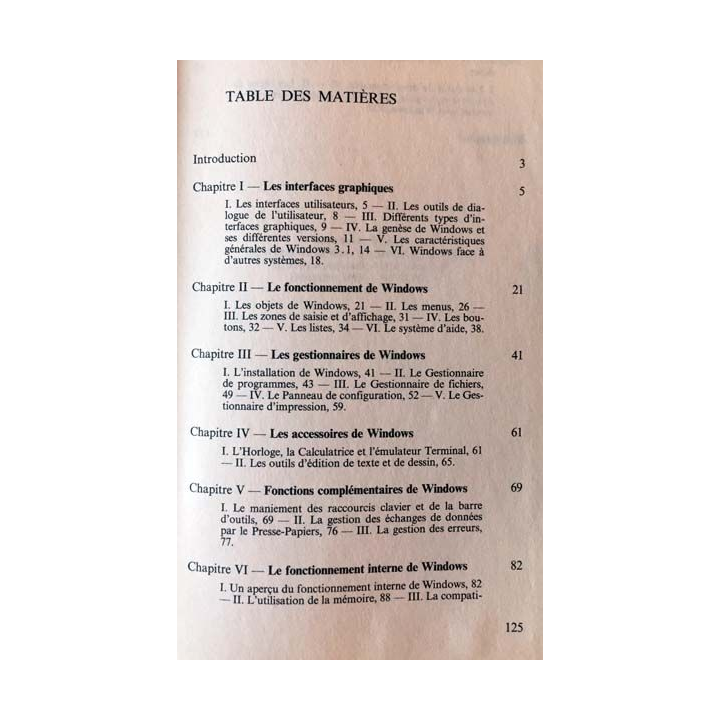 TABLE DES MATIÈRES
Introduction 3
Chapitre I — Les interfaces graphiques 5
I. Les interfaces utilisateurs, 5 — II. Les outils de dia-
logue de l'utilisateur, 8 — III. Différents types d'in-
terfaces graphiques, 9 — IV. La genèse de Windows et
ses différentes versions, 11 — V. Les caractéristiques
générales de Windows 3.1, 14 — VI. Windows face à
d'autres systèmes, 18.
Chapitre II — Le fonctionnement de Windows 21
I. Les objets de Windows, 21 — II. Les menus, 26 —
III. Les zones de saisie et d'affichage, 31 — IV. Les bou-
tons, 32 — V. Les listes, 34 — VI. Le système d'aide, 38.
Chapitre III — Les gestionnaires de Windows 41
I. L'installation de Windows, 41 — II. Le Gestionnaire
de programmes, 43 — III. Le Gestionnaire de fichiers,
49 — IV. Le Panneau de configuration, 52 — V. Le Ges-
tionnaire d'impression, 59.
Chapitre IV — Les accessoires de Windows 61
I. L'Horloge, la Calculatrice et l'émulateur Terminal, 61
— II. Les outils d'édition de texte et de dessin, 65.
Chapitre V — Fonctions complémentaires de Windows 69
I. Le maniement des raccourcis clavier et de la barre
d'outils, 69 — II. La gestion des échanges de données
par le Presse-Papiers, 76 — III. La gestion des erreurs,
77.
Chapitre VI — Le fonctionnement interne de Windows 82
I. Un aperçu du fonctionnement interne de Windows, 82
— II. L'utilisation de la mémoire, 88 — III. La compati-
125